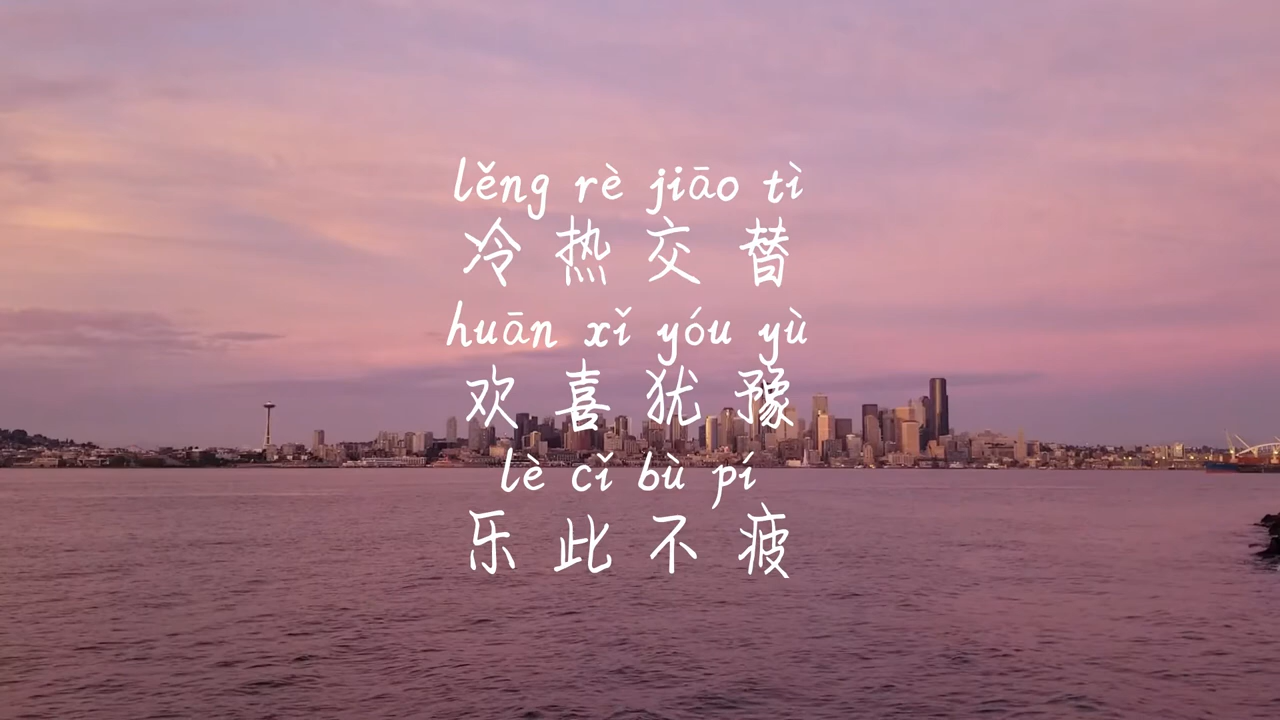 lěng rè jiāo tì
冷热交替
huān xǐ yóu yù
欢喜犹豫
lè cǐ bù pí
乐此不疲